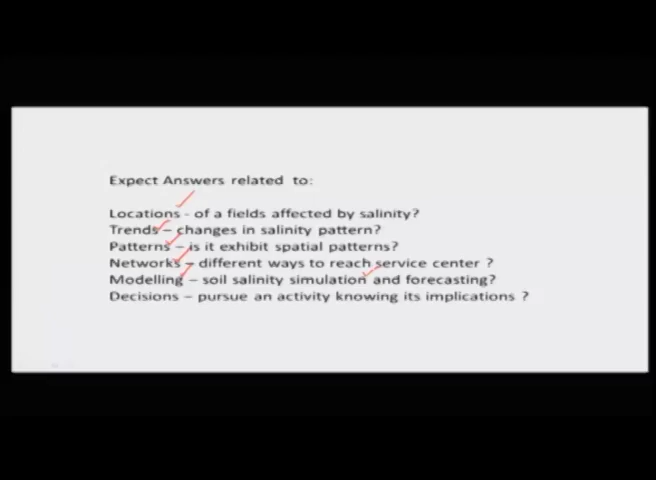 Expect Answers related to:
Locations - of a fields affected by salinity?
Trends – changes in salinity pattern?
Patterns – is it exhibit spatial patterns?
Networks – different ways to reach service center ?
Modelling – soil salinity simulation and forecasting?
Decisions – pursue an activity knowing its implications ?